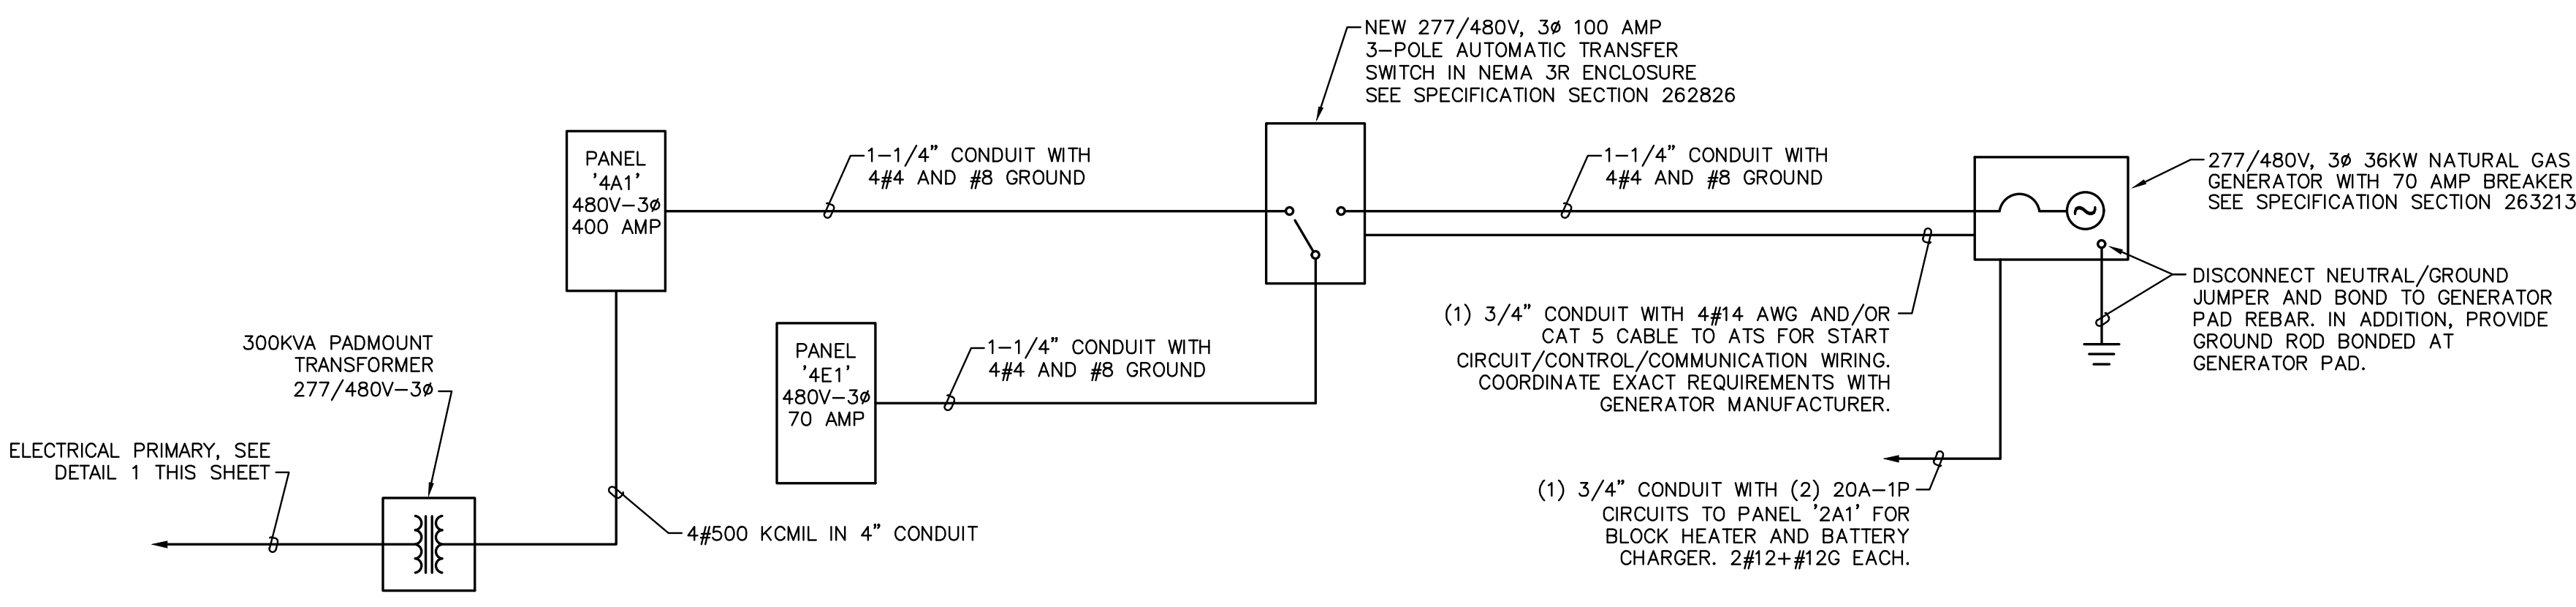 NEW 277/480V, 3ø 100 AMP
3-POLE AUTOMATIC TRANSFER
SWITCH IN NEMA 3R ENCLOSURE
SEE SPECIFICATION SECTION 262826
PANEL
'4A1'
480V-3ø
400 AMP
1-1/4" CONDUIT WITH
4#4 AND #8 GROUND
1-1/4" CONDUIT WITH
4#4 AND #8 GROUND
277/480V, 3ø 36KW NATURAL GAS
GENERATOR WITH 70 AMP BREAKER
SEE SPECIFICATION SECTION 263213
DISCONNECT NEUTRAL/GROUND
JUMPER AND BOND TO GENERATOR
PAD REBAR. IN ADDITION, PROVIDE
GROUND ROD BONDED AT
GENERATOR PAD.
(1) 3/4" CONDUIT WITH 4#14 AWG AND/OR
CAT 5 CABLE TO ATS FOR START
CIRCUIT/CONTROL/COMMUNICATION WIRING.
COORDINATE EXACT REQUIREMENTS WITH
GENERATOR MANUFACTURER.
300KVA PADMOUNT
TRANSFORMER
277/480V-3ø
PANEL
'4E1'
480V-3ø
70 AMP
1-1/4" CONDUIT WITH
4#4 AND #8 GROUND
ELECTRICAL PRIMARY, SEE
DETAIL 1 THIS SHEET
4#500 KCMIL IN 4" CONDUIT
(1) 3/4" CONDUIT WITH (2) 20A-1P
CIRCUITS TO PANEL '2A1' FOR
BLOCK HEATER AND BATTERY
CHARGER. 2#12+#12G EACH.